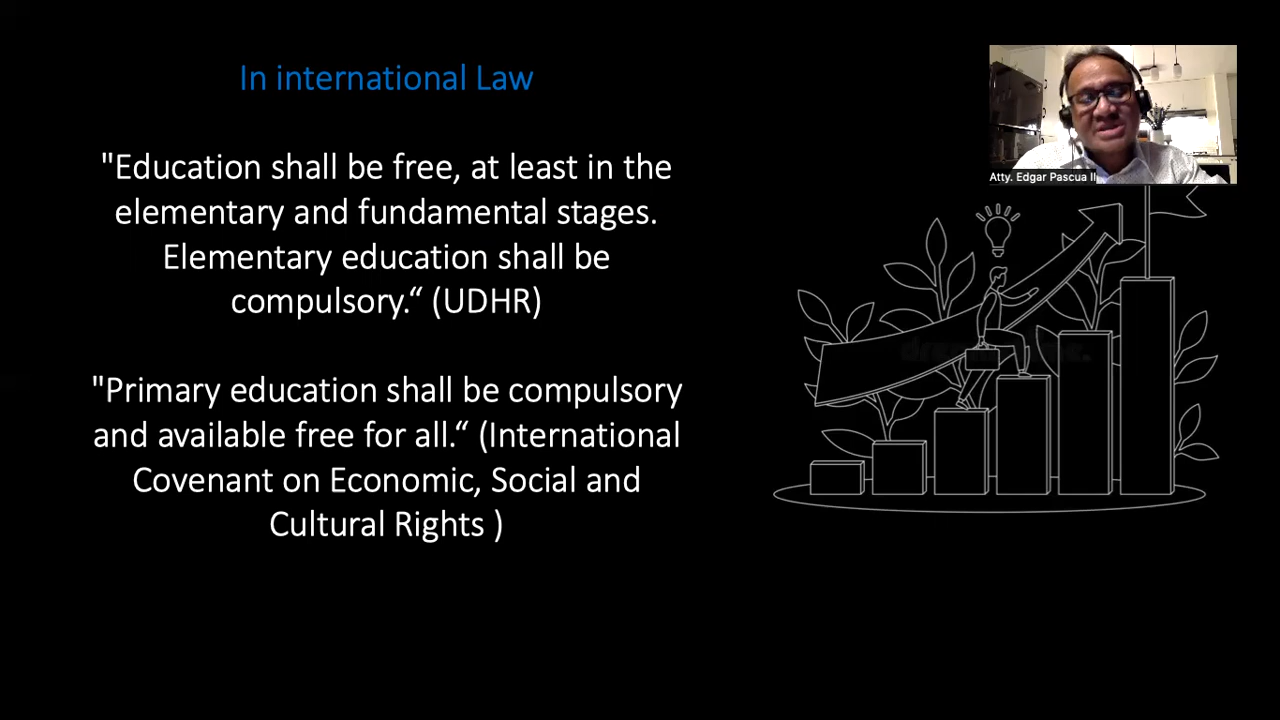 In international Law
"Education shall be free, at least in the
elementary and fundamental stages.
Elementary education shall be
compulsory.“ (UDHR)
"Primary education shall be compulsory
and available free for all.“ (International
Covenant on Economic, Social and
Cultural Rights )
Atty. Edgar Pascua II